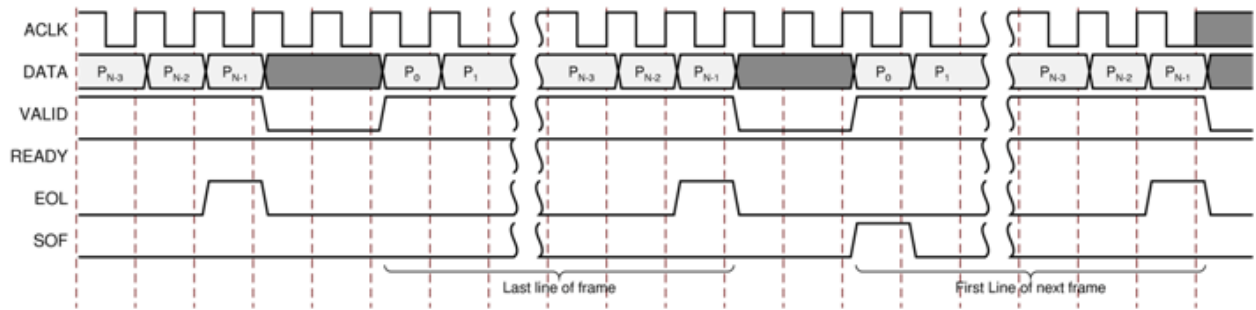 ACLK
DATA P_N-3 P_N-2 P_N-1 P_0 P_1 P_N-3 P_N-2 P_N-1 P_0 P_1 P_N-3 P_N-2 P_N-1
VALID
READY
EOL
SOF
Last line of frame First Line of next frame